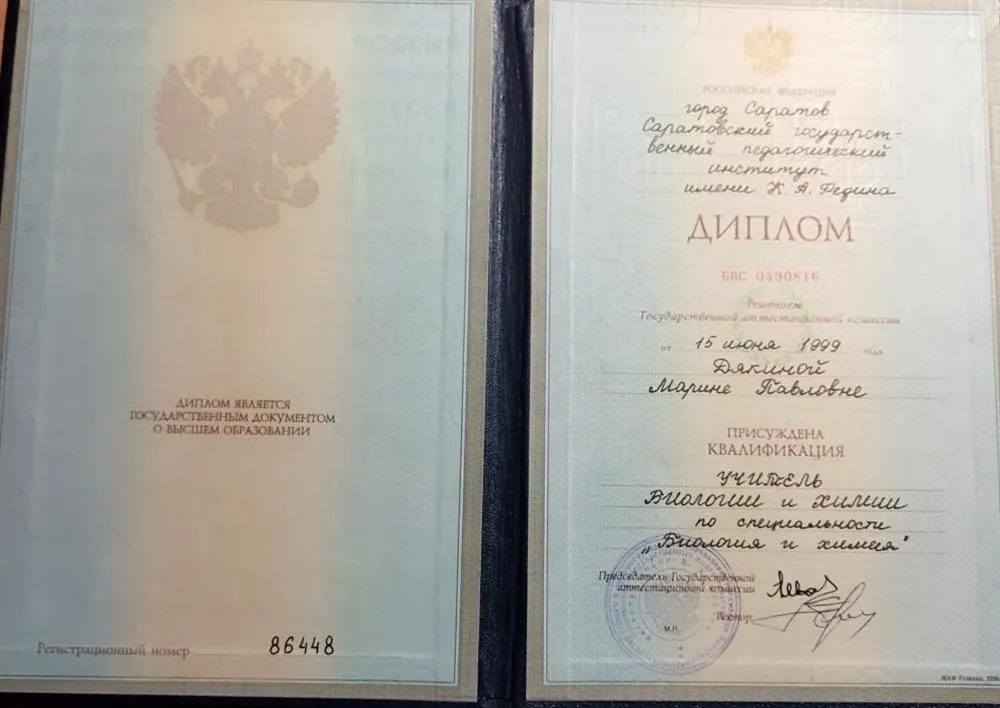 ДИПЛОМ ЯВЛЯЕТСЯ
ГОСУДАРСТВЕННЫМ ДОКУМЕНТОМ
О ВЫСШЕМ ОБРАЗОВАНИИ
Регистрационный номер 86448
РОССИЙСКАЯ ФЕДЕРАЦИЯ
город Саратов
Саратовский государст-
венный педагогический
институт
имени К. А. Федина
ДИПЛОМ
БВС 0490816
Решением
Государственной аттестационной комиссии
от 15 июня 1999 года
Дякиной
Марине Павловне
ПРИСУЖДЕНА
КВАЛИФИКАЦИЯ
УЧИТЕЛЬ
Биологии и химии
по специальности
„Биология и химия"
Председатель Государственной
аттестационной комиссии
Ректор
М.П.